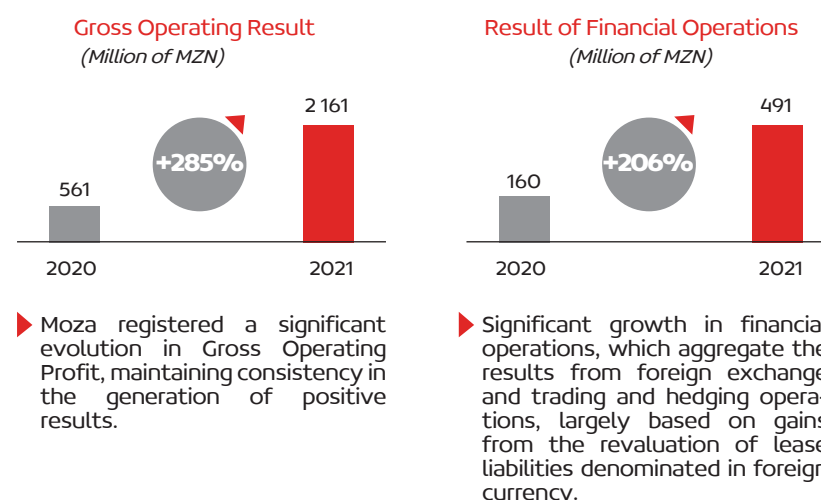 Gross Operating Result
(Million of MZN)
2 161
+285%
561
2020
2021
Moza registered a significant
evolution in Gross Operating
Profit, maintaining consistency in
the generation of positive
results.
Result of Financial Operations
(Million of MZN)
491
+206%
160
2020
2021
Significant growth in financial
operations, which aggregate the
results from foreign exchange
and trading and hedging opera-
tions, largely based on gains
from the revaluation of lease
liabilities denominated in foreign
currency.